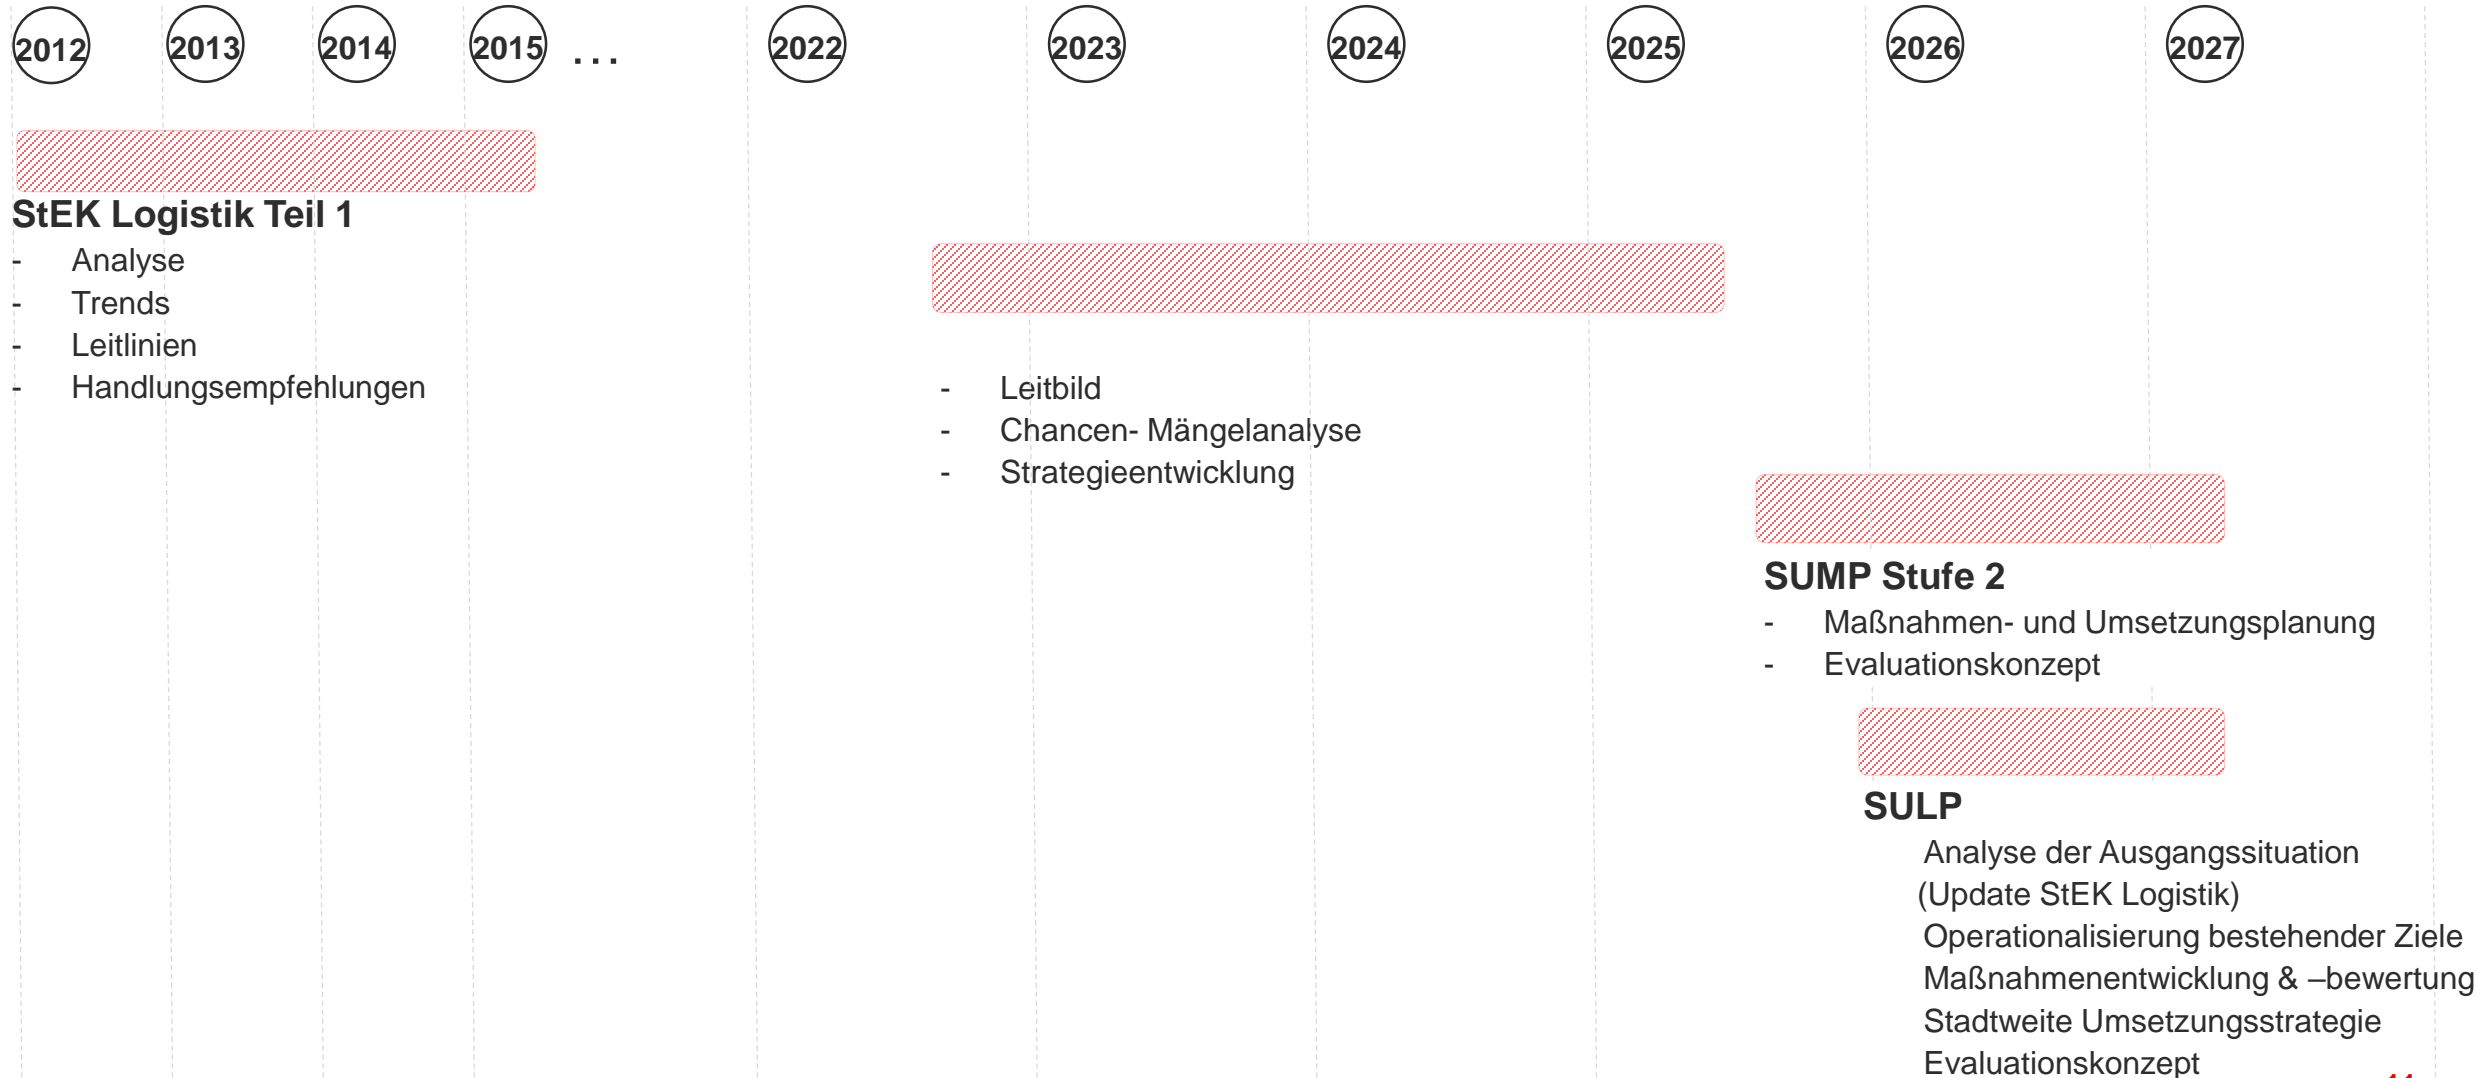 2012 2013 2014 2015 ... 2022 2023 2024 2025 2026 2027
StEK Logistik Teil 1
- Analyse
- Trends
- Leitlinien
- Handlungsempfehlungen
- Leitbild
- Chancen- Mängelanalyse
- Strategieentwicklung
SUMP Stufe 2
- Maßnahmen- und Umsetzungsplanung
- Evaluationskonzept
SULP
Analyse der Ausgangssituation
(Update StEK Logistik)
Operationalisierung bestehender Ziele
Maßnahmenentwicklung & –bewertung
Stadtweite Umsetzungsstrategie
Evaluationskonzept